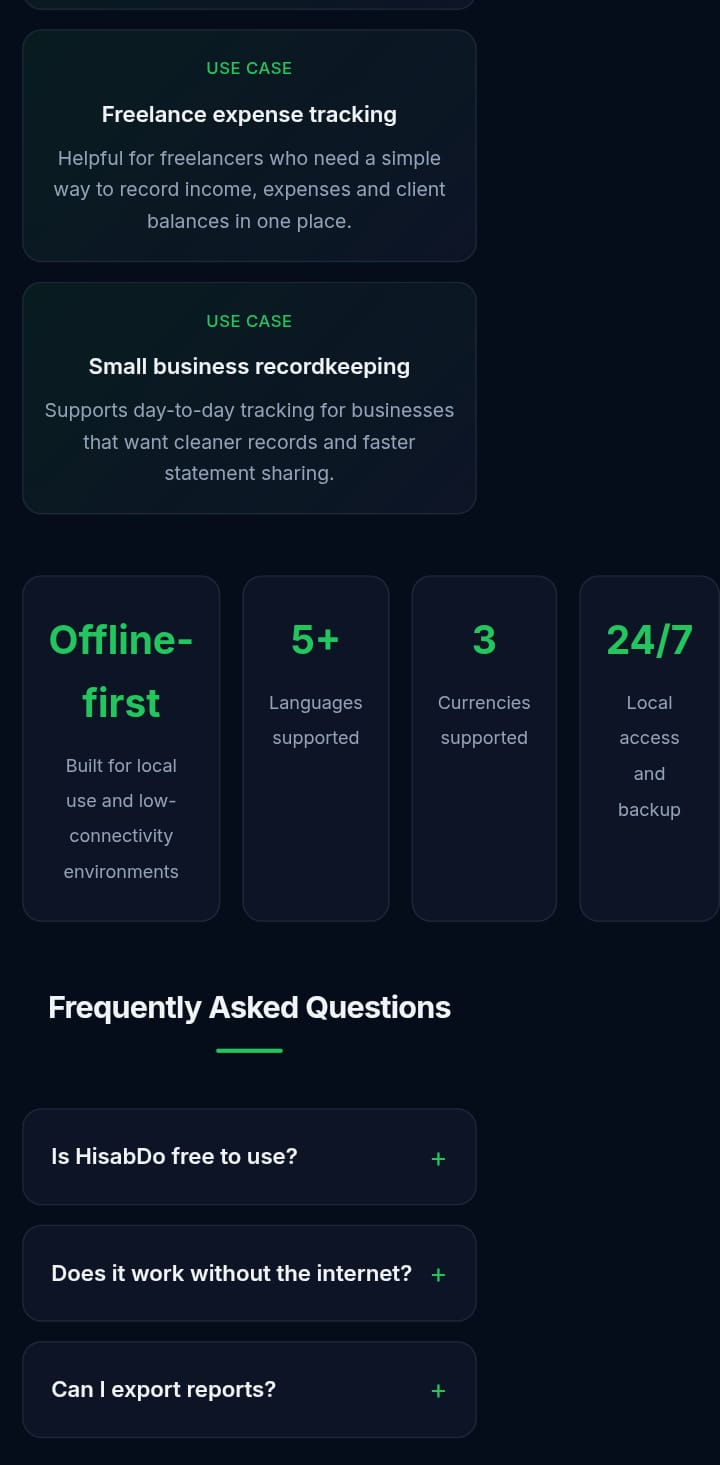 USE CASE
Freelance expense tracking
Helpful for freelancers who need a simple
way to record income, expenses and client
balances in one place.
USE CASE
Small business recordkeeping
Supports day-to-day tracking for businesses
that want cleaner records and faster
statement sharing.
Offline-
first
Built for local
use and low-
connectivity
environments
5+
Languages
supported
3
Currencies
supported
24/7
Local
access
and
backup
Frequently Asked Questions
Is HisabDo free to use? +
Does it work without the internet? +
Can I export reports? +